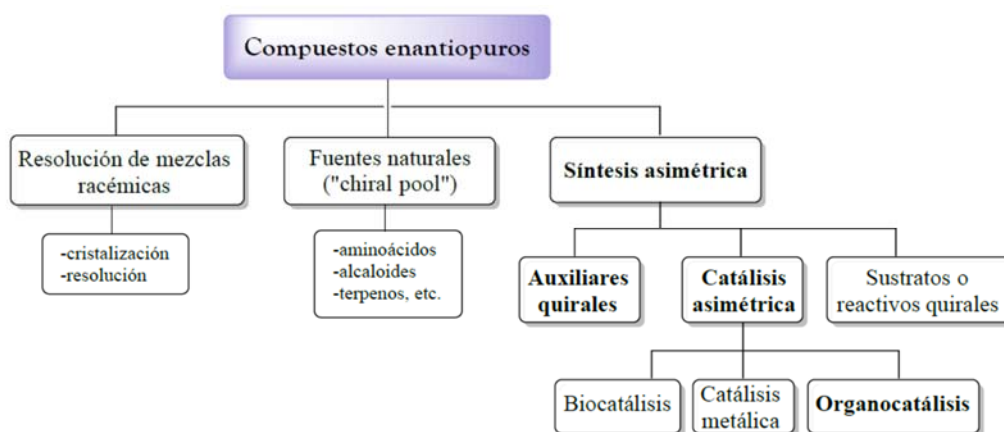 Compuestos enantiopuros
Resolución de mezclas
racémicas
Fuentes naturales
("chiral pool")
Síntesis asimétrica
-cristalización
-resolución
-aminoácidos
-alcaloides
-terpenos, etc.
Auxiliares
quirales
Catálisis
asimétrica
Sustratos o
reactivos quirales
Biocatálisis
Catálisis
metálica
Organocatálisis